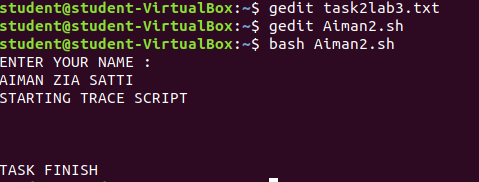 student@student-VirtualBox:~$ gedit task2lab3.txt
student@student-VirtualBox:~$ gedit Aiman2.sh
student@student-VirtualBox:~$ bash Aiman2.sh
ENTER YOUR NAME :
AIMAN ZIA SATTI
STARTING TRACE SCRIPT
TASK FINISH